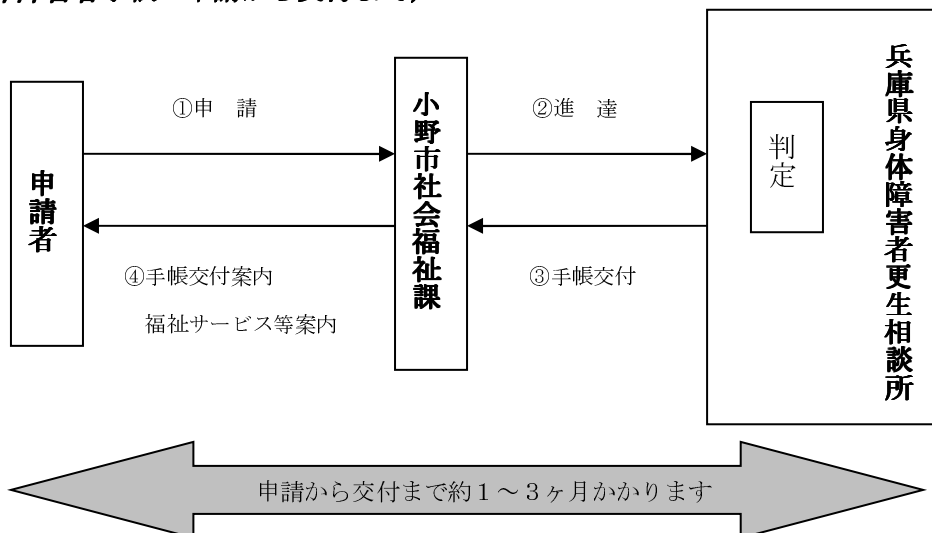 ①申　請
②進　達
申請者
小野市社会福祉課
判定
兵庫県身体障害者更生相談所
④手帳交付案内
福祉サービス等案内
③手帳交付
申請から交付まで約１～３ヶ月かかります